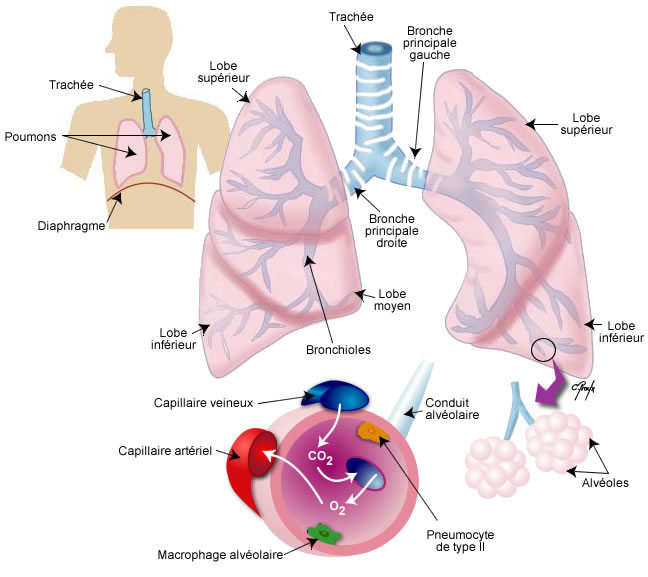 Trachée
Poumons
Diaphragme
Lobe
supérieur
Trachée
Bronche
principale
gauche
Lobe
supérieur
Bronche
principale
droite
Lobe
moyen
Lobe
inférieur
Bronchioles
Lobe
inférieur
Capillaire veineux
Conduit
alvéolaire
Capillaire artériel
CO2
O2
Alvéoles
Pneumocyte
de type II
Macrophage alvéolaire